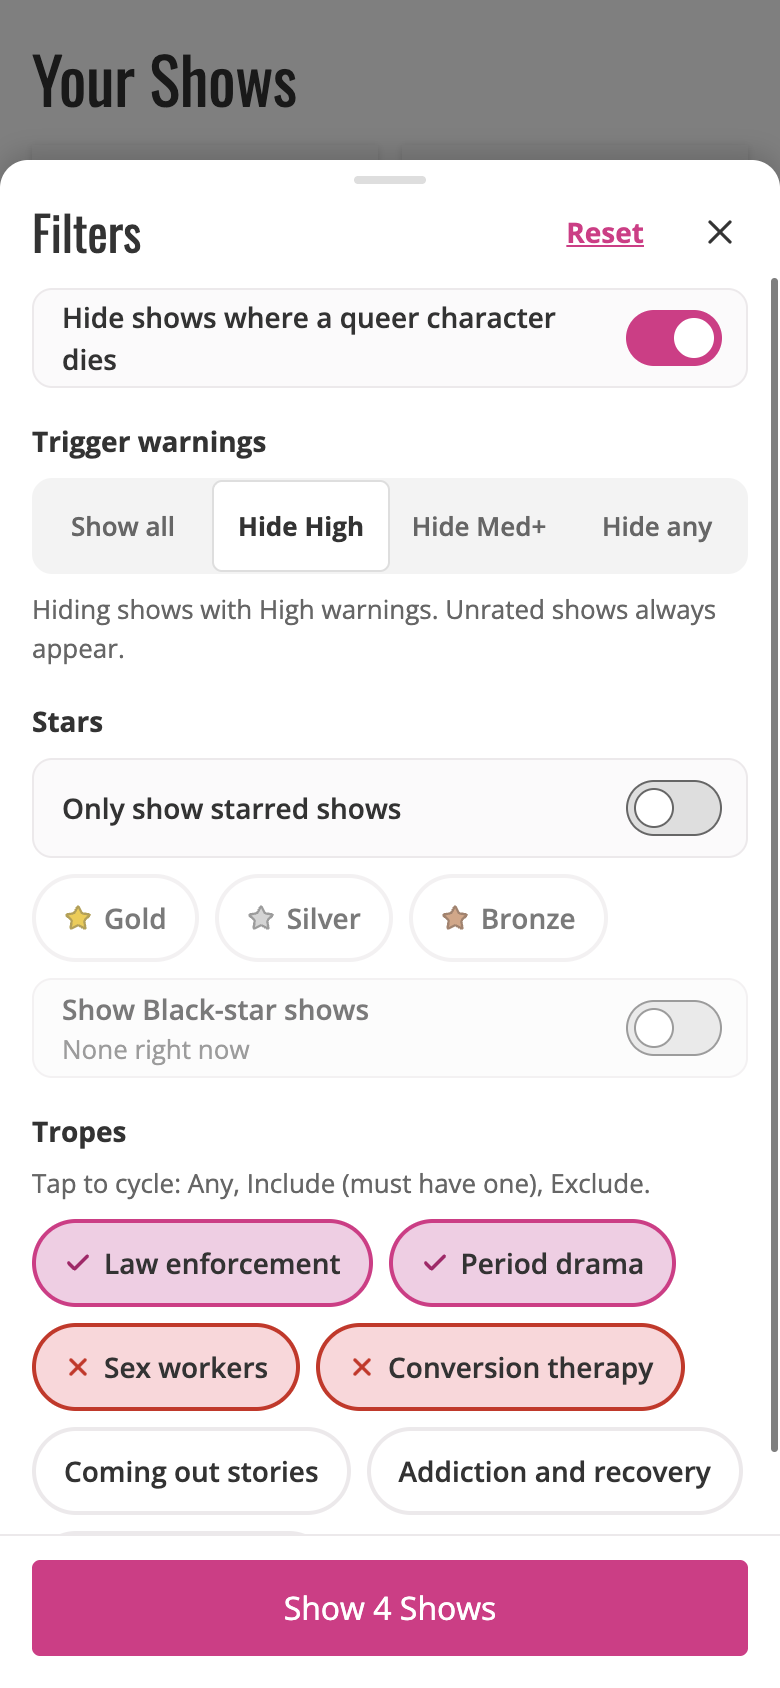 Your Shows
Filters
Reset
Hide shows where a queer character
dies
Trigger warnings
Show all
Hide High
Hide Med+
Hide any
Hiding shows with High warnings. Unrated shows always
appear.
Stars
Only show starred shows
Gold
Silver
Bronze
Show Black-star shows
None right now
Tropes
Tap to cycle: Any, Include (must have one), Exclude.
Law enforcement
Period drama
Sex workers
Conversion therapy
Coming out stories
Addiction and recovery
Show 4 Shows